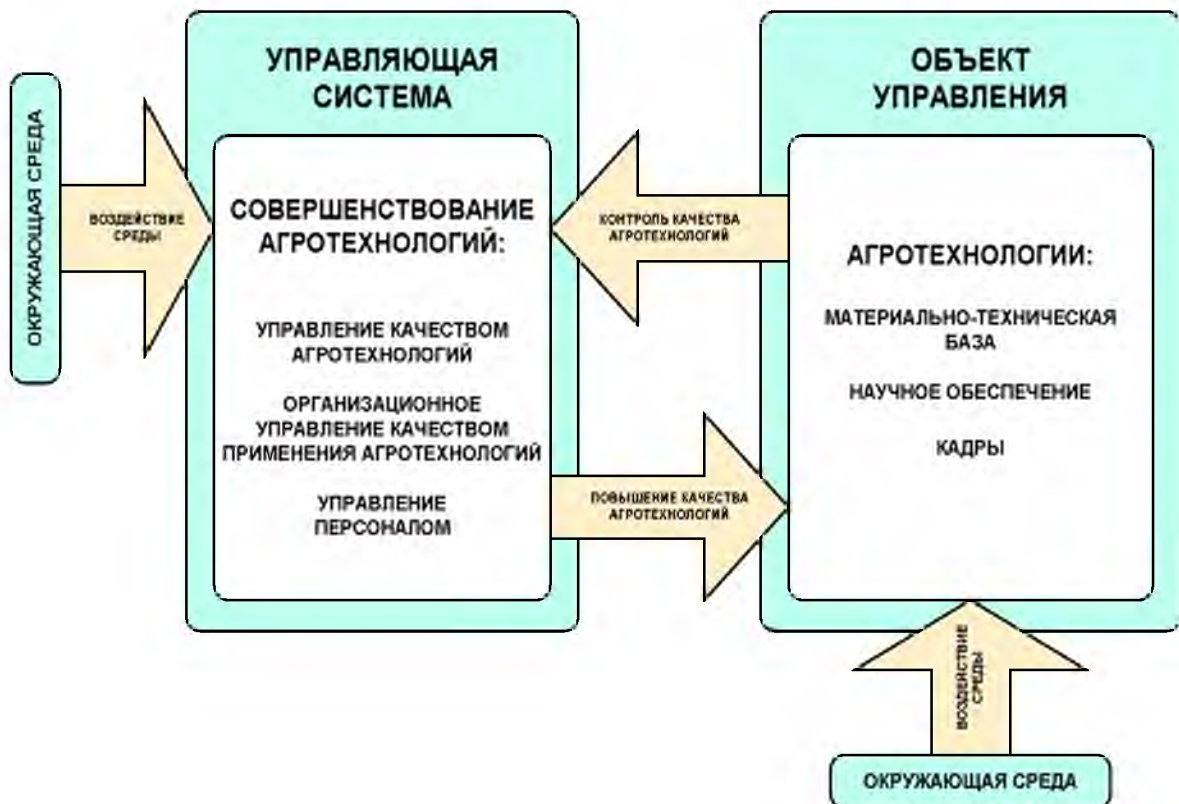 ОКРУЖАЮЩАЯ СРЕДА
ВОЗДЕЙСТВИЕ
СРЕДЫ
УПРАВЛЯЮЩАЯ
СИСТЕМА
СОВЕРШЕНСТВОВАНИЕ
АГРОТЕХНОЛОГИЙ:
УПРАВЛЕНИЕ КАЧЕСТВОМ
АГРОТЕХНОЛОГИЙ
ОРГАНИЗАЦИОННОЕ
УПРАВЛЕНИЕ КАЧЕСТВОМ
ПРИМЕНЕНИЯ АГРОТЕХНОЛОГИЙ
УПРАВЛЕНИЕ
ПЕРСОНАЛОМ
КОНТРОЛЬ КАЧЕСТВА
АГРОТЕХНОЛОГИЙ
ПОВЫШЕНИЕ КАЧЕСТВА
АГРОТЕХНОЛОГИЙ
ОБЪЕКТ
УПРАВЛЕНИЯ
АГРОТЕХНОЛОГИИ:
МАТЕРИАЛЬНО-ТЕХНИЧЕСКАЯ
БАЗА
НАУЧНОЕ ОБЕСПЕЧЕНИЕ
КАДРЫ
ВОЗДЕЙСТВИЕ
СРЕДЫ
ОКРУЖАЮЩАЯ СРЕДА